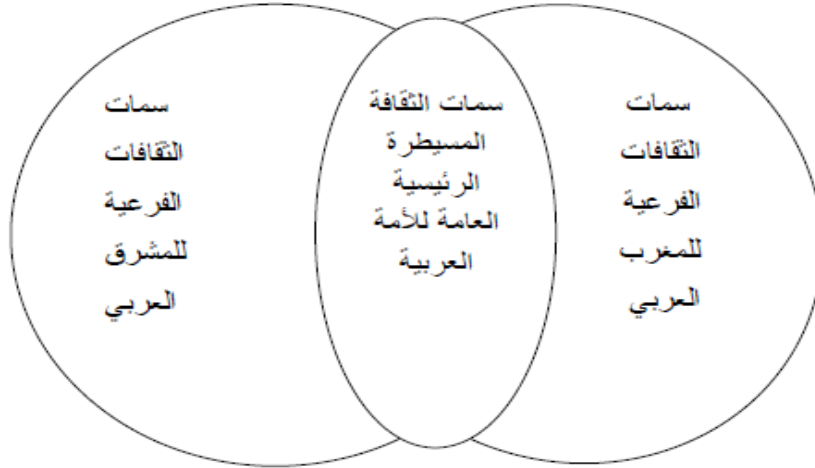 سمات
الثقافات
الفرعية
للمغرب
العربي
سمات الثقافة
المسيطرة
الرئيسية
العامة للأمة
العربية
سمات
الثقافات
الفرعية
للمشرق
العربي